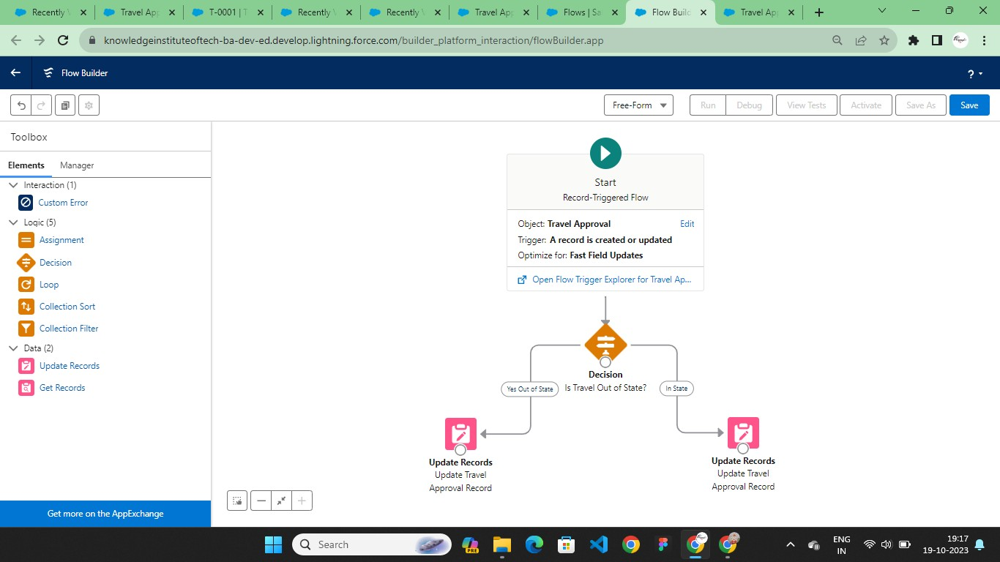 Recently
Travel Ap
T-0001 | T
Recently
Recently
Travel Ap
Flows | Sa
Flow Buil
Travel Ap
knowledgeinstituteoftech-ba-dev-ed.develop.lightning.force.com/builder_platform_interaction/flowBuilder.app
Flow Builder
?
Free-Form
Run
Debug
View Tests
Activate
Save As
Save
Toolbox
Elements
Manager
Interaction (1)
Custom Error
Logic (5)
Assignment
Decision
Loop
Collection Sort
Collection Filter
Data (2)
Update Records
Get Records
Get more on the AppExchange
Start
Record-Triggered Flow
Object: Travel Approval
Edit
Trigger: A record is created or updated
Optimize for: Fast Field Updates
Open Flow Trigger Explorer for Travel Ap...
Decision
Is Travel Out of State?
Yes Out of State
In State
Update Records
Update Travel
Approval Record
Update Records
Update Travel
Approval Record
Search
PRE
ENG
IN
19:17
19-10-2023